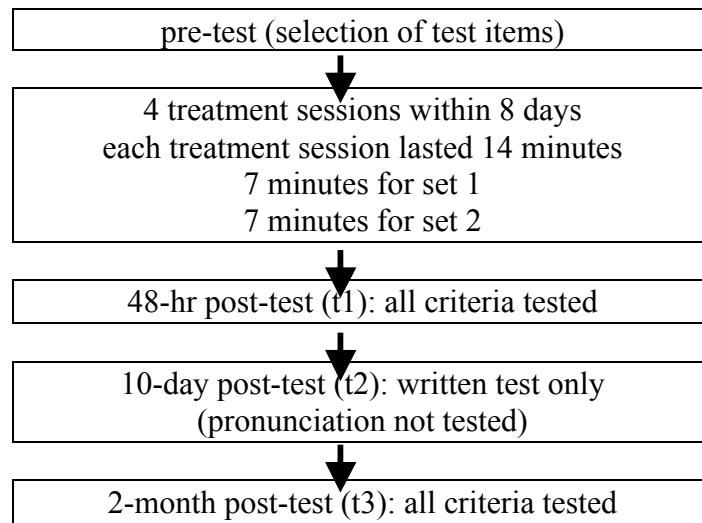 pre-test (selection of test items)
4 treatment sessions within 8 days
each treatment session lasted 14 minutes
7 minutes for set 1
7 minutes for set 2
48-hr post-test (t1): all criteria tested
10-day post-test (t2): written test only
(pronunciation not tested)
2-month post-test (t3): all criteria tested